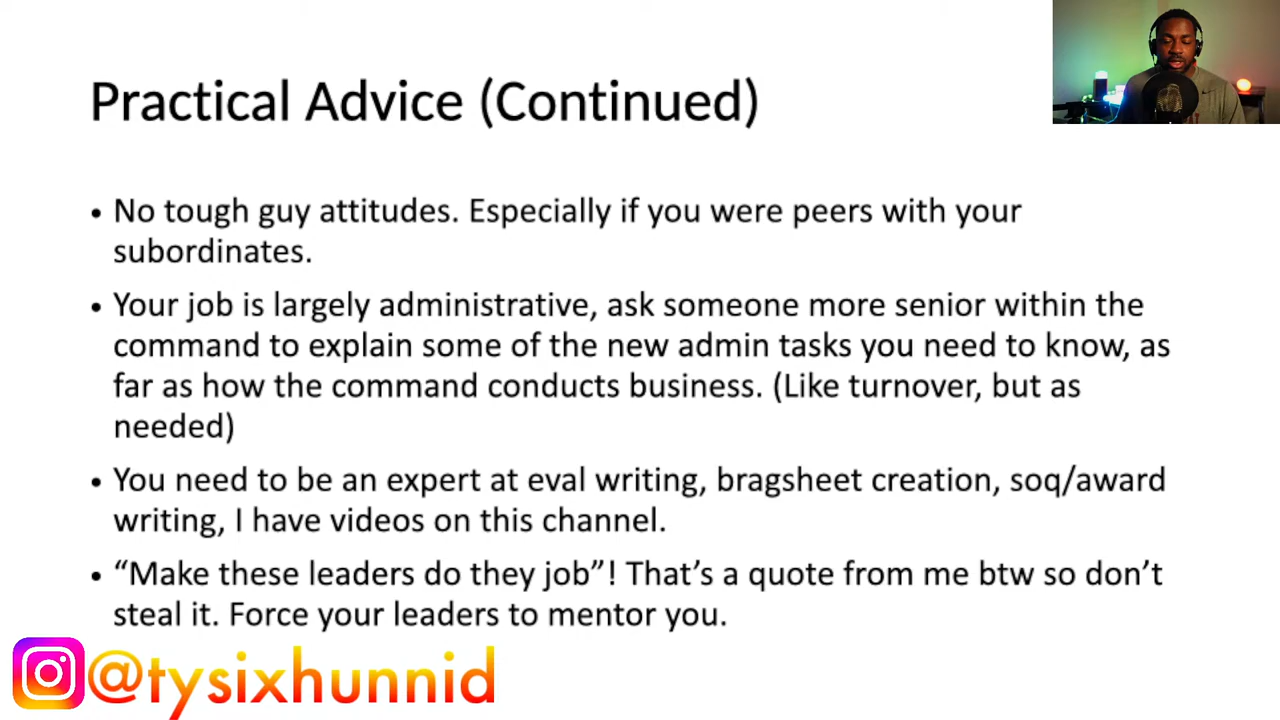 Practical Advice (Continued)
• No tough guy attitudes. Especially if you were peers with your
subordinates.
• Your job is largely administrative, ask someone more senior within the
command to explain some of the new admin tasks you need to know, as
far as how the command conducts business. (Like turnover, but as
needed)
• You need to be an expert at eval writing, bragsheet creation, soq/award
writing, I have videos on this channel.
• “Make these leaders do they job”! That’s a quote from me btw so don’t
steal it. Force your leaders to mentor you.
@tysixhunnid